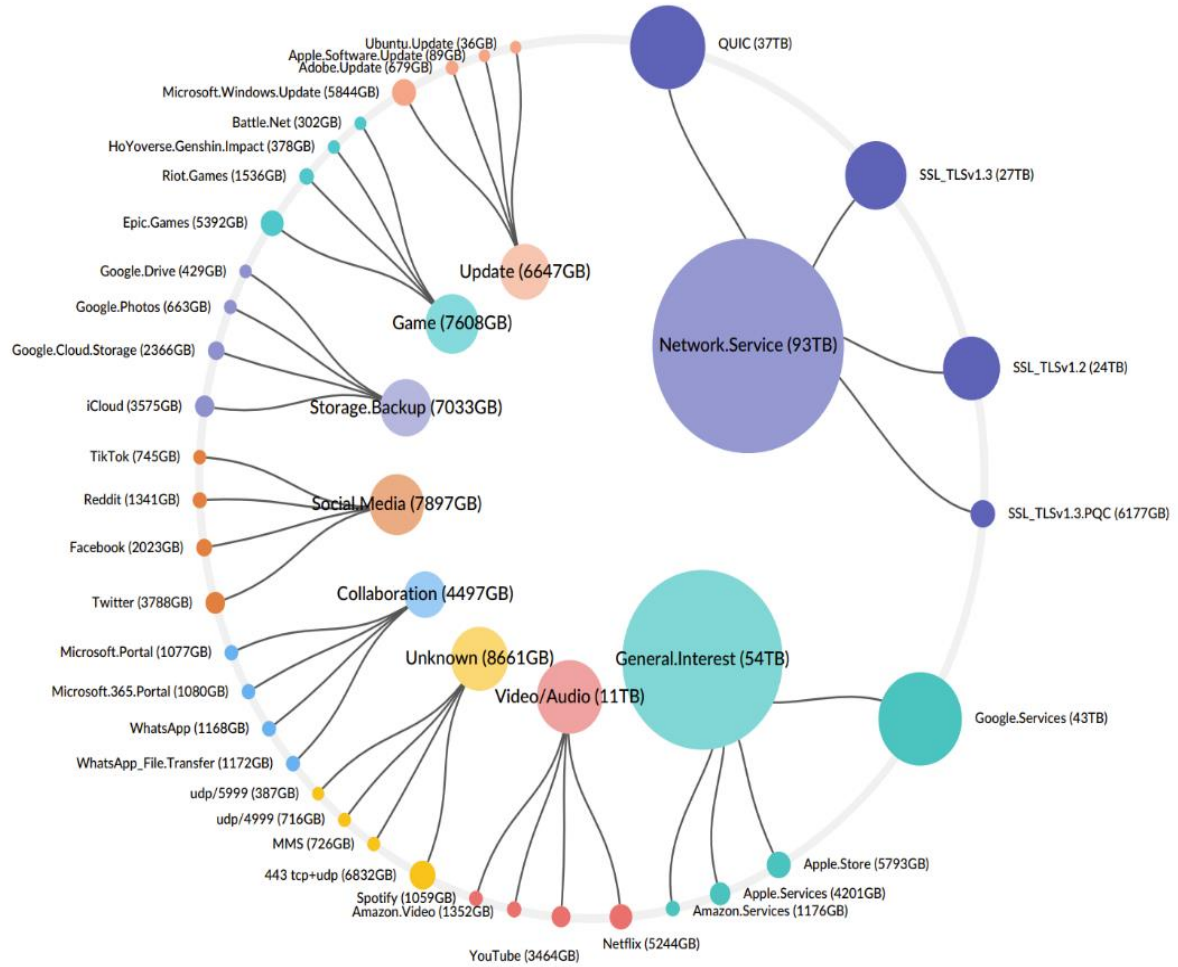 Ubuntu.Update (36GB)
Apple.Software.Update (89GB)
Adobe.Update (679GB)
Microsoft.Windows.Update (5844GB)
Battle.Net (302GB)
HoYoverse.Genshin.Impact (378GB)
Riot.Games (1536GB)
Epic.Games (5392GB)
Google.Drive (429GB)
Google.Photos (663GB)
Google.Cloud.Storage (2366GB)
iCloud (3575GB)
TikTok (745GB)
Reddit (1341GB)
Facebook (2023GB)
Twitter (3788GB)
Microsoft.Portal (1077GB)
Microsoft.365.Portal (1080GB)
WhatsApp (1168GB)
WhatsApp_File.Transfer (1172GB)
udp/5999 (387GB)
udp/4999 (716GB)
MMS (726GB)
443 tcp+udp (6832GB)
Spotify (1059GB)
Amazon.Video (1352GB)
YouTube (3464GB)
Netflix (5244GB)
Amazon.Services (1176GB)
Apple.Services (4201GB)
Apple.Store (5793GB)
Google.Services (43TB)
SSL_TLSv1.3.PQC (6177GB)
SSL_TLSv1.2 (24TB)
SSL_TLSv1.3 (27TB)
QUIC (37TB)
Update (6647GB)
Game (7608GB)
Storage.Backup (7033GB)
Social.Media (7897GB)
Collaboration (4497GB)
Unknown (8661GB)
Video/Audio (11TB)
General.Interest (54TB)
Network.Service (93TB)